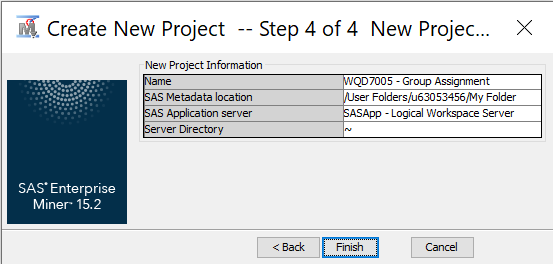 Create New Project -- Step 4 of 4 New Projec...
New Project Information
Name WQD7005 - Group Assignment
SAS Metadata location /User Folders/u63053456/My Folder
SAS Application server SASApp - Logical Workspace Server
Server Directory ~
SAS® Enterprise
Miner™ 15.2
< Back Finish Cancel